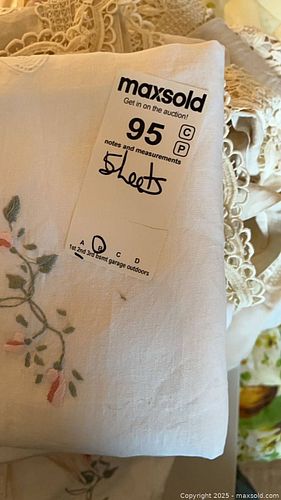 maxsold
Get in on the auction!
95 C
P
notes and measurements
Sheets
A B C D
1st 2nd 3rd bsmt garage outdoors
Copyright 2025 - maxsold.com